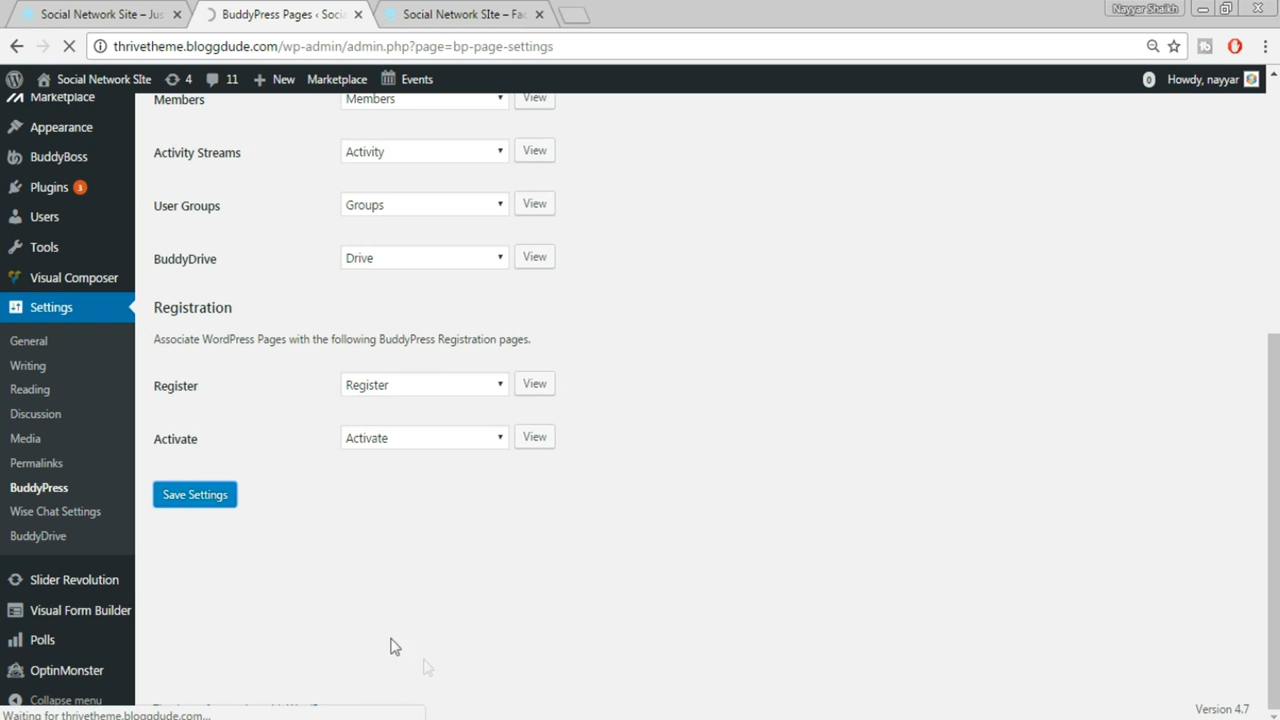 Social Network Site – Jus
BuddyPress Pages ‹ Socia
Social Network SIte – Fac
Nayyar Shaikh
thrivetheme.bloggdude.com/wp-admin/admin.php?page=bp-page-settings
Social Network SIte
4
11
New
Marketplace
Events
0
Howdy, nayyar
Marketplace
Appearance
BuddyBoss
Plugins 3
Users
Tools
Visual Composer
Settings
General
Writing
Reading
Discussion
Media
Permalinks
BuddyPress
Wise Chat Settings
BuddyDrive
Slider Revolution
Visual Form Builder
Polls
OptinMonster
Collapse menu
Members Members View
Activity Streams Activity View
User Groups Groups View
BuddyDrive Drive View
Registration
Associate WordPress Pages with the following BuddyPress Registration pages.
Register Register View
Activate Activate View
Save Settings
Version 4.7
Waiting for thrivetheme.bloggdude.com...